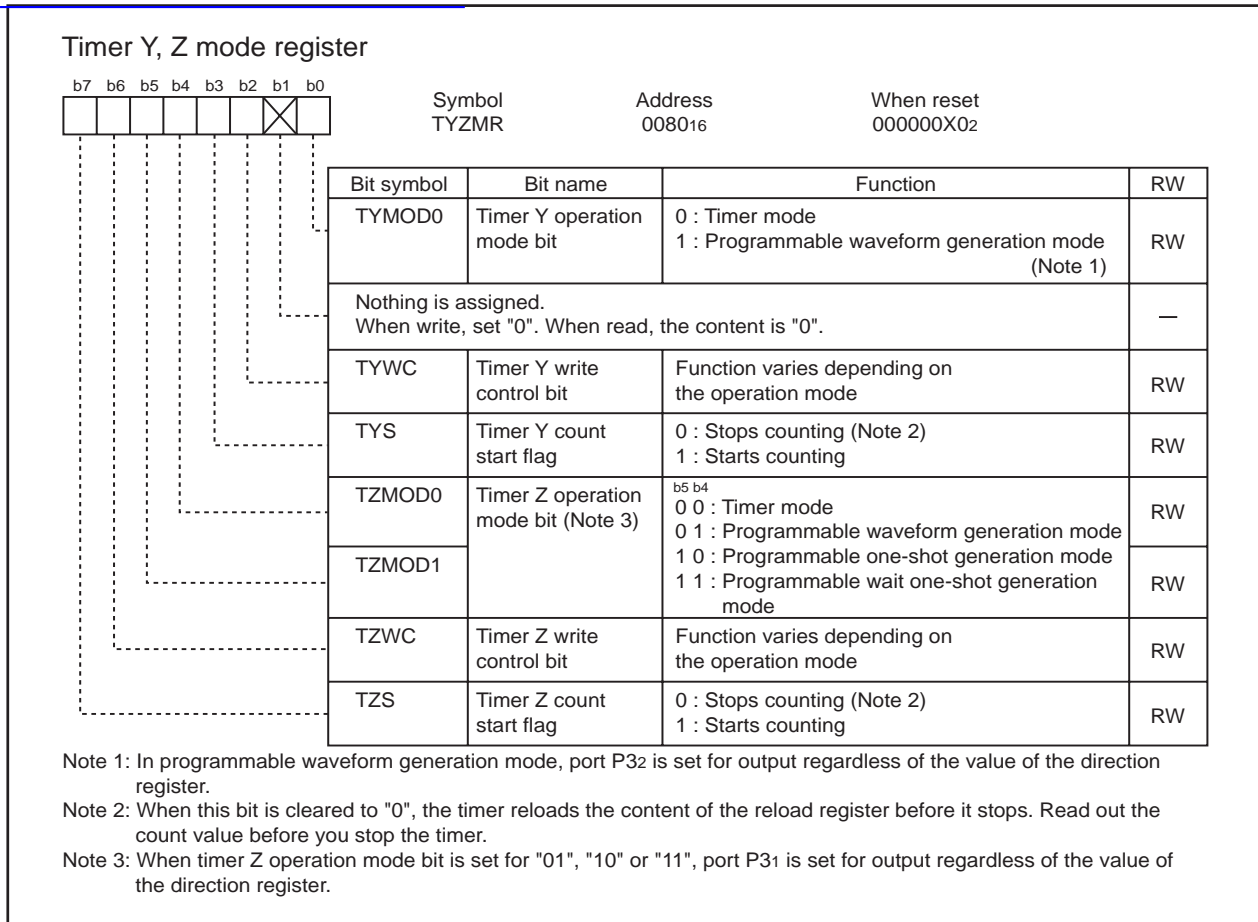 Timer Y, Z mode register
b7 b6 b5 b4 b3 b2 b1 b0
Symbol Address When reset
TYZMR 008016 000000X02
Bit symbol Bit name Function RW
TYMOD0 Timer Y operation mode bit 0 : Timer mode
1 : Programmable waveform generation mode
(Note 1)
RW
Nothing is assigned.
When write, set "0". When read, the content is "0".
—
TYWC Timer Y write control bit Function varies depending on
the operation mode
RW
TYS Timer Y count start flag 0 : Stops counting (Note 2)
1 : Starts counting
RW
TZMOD0 Timer Z operation mode bit (Note 3) b5 b4
0 0 : Timer mode
0 1 : Programmable waveform generation mode
RW
TZMOD1 1 0 : Programmable one-shot generation mode
1 1 : Programmable wait one-shot generation
mode
RW
TZWC Timer Z write control bit Function varies depending on
the operation mode
RW
TZS Timer Z count start flag 0 : Stops counting (Note 2)
1 : Starts counting
RW
Note 1: In programmable waveform generation mode, port P32 is set for output regardless of the value of the direction
register.
Note 2: When this bit is cleared to "0", the timer reloads the content of the reload register before it stops. Read out the
count value before you stop the timer.
Note 3: When timer Z operation mode bit is set for "01", "10" or "11", port P31 is set for output regardless of the value of
the direction register.